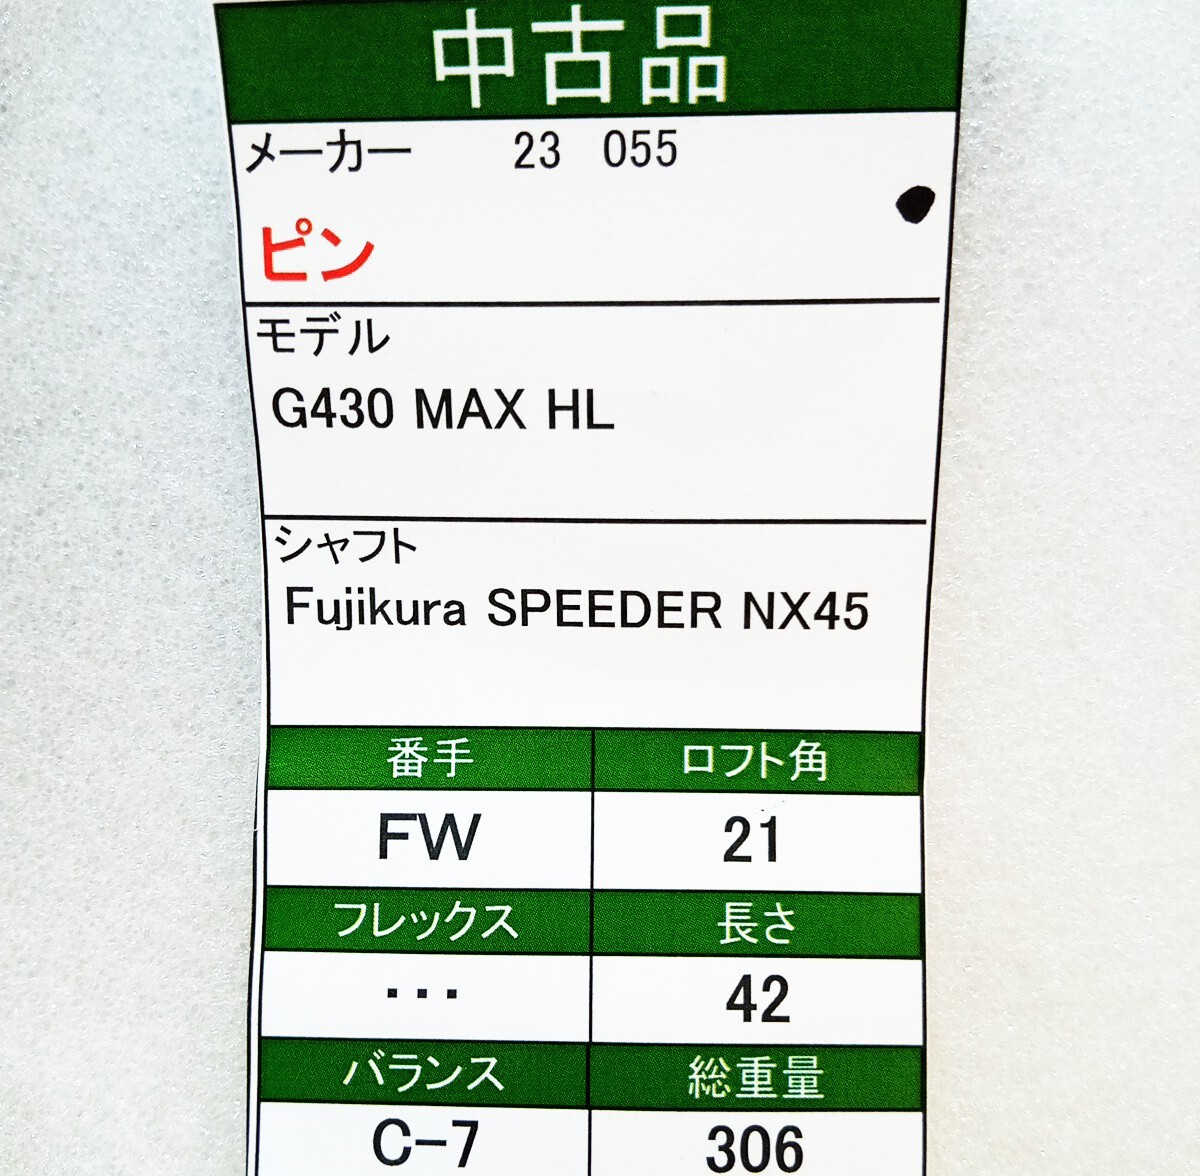 中古品
メーカー 23 055
ピン
モデル
G430 MAX HL
シャフト
Fujikura SPEEDER NX45
番手 ロフト角
FW 21
フレックス 長さ
・・・ 42
バランス 総重量
C-7 306